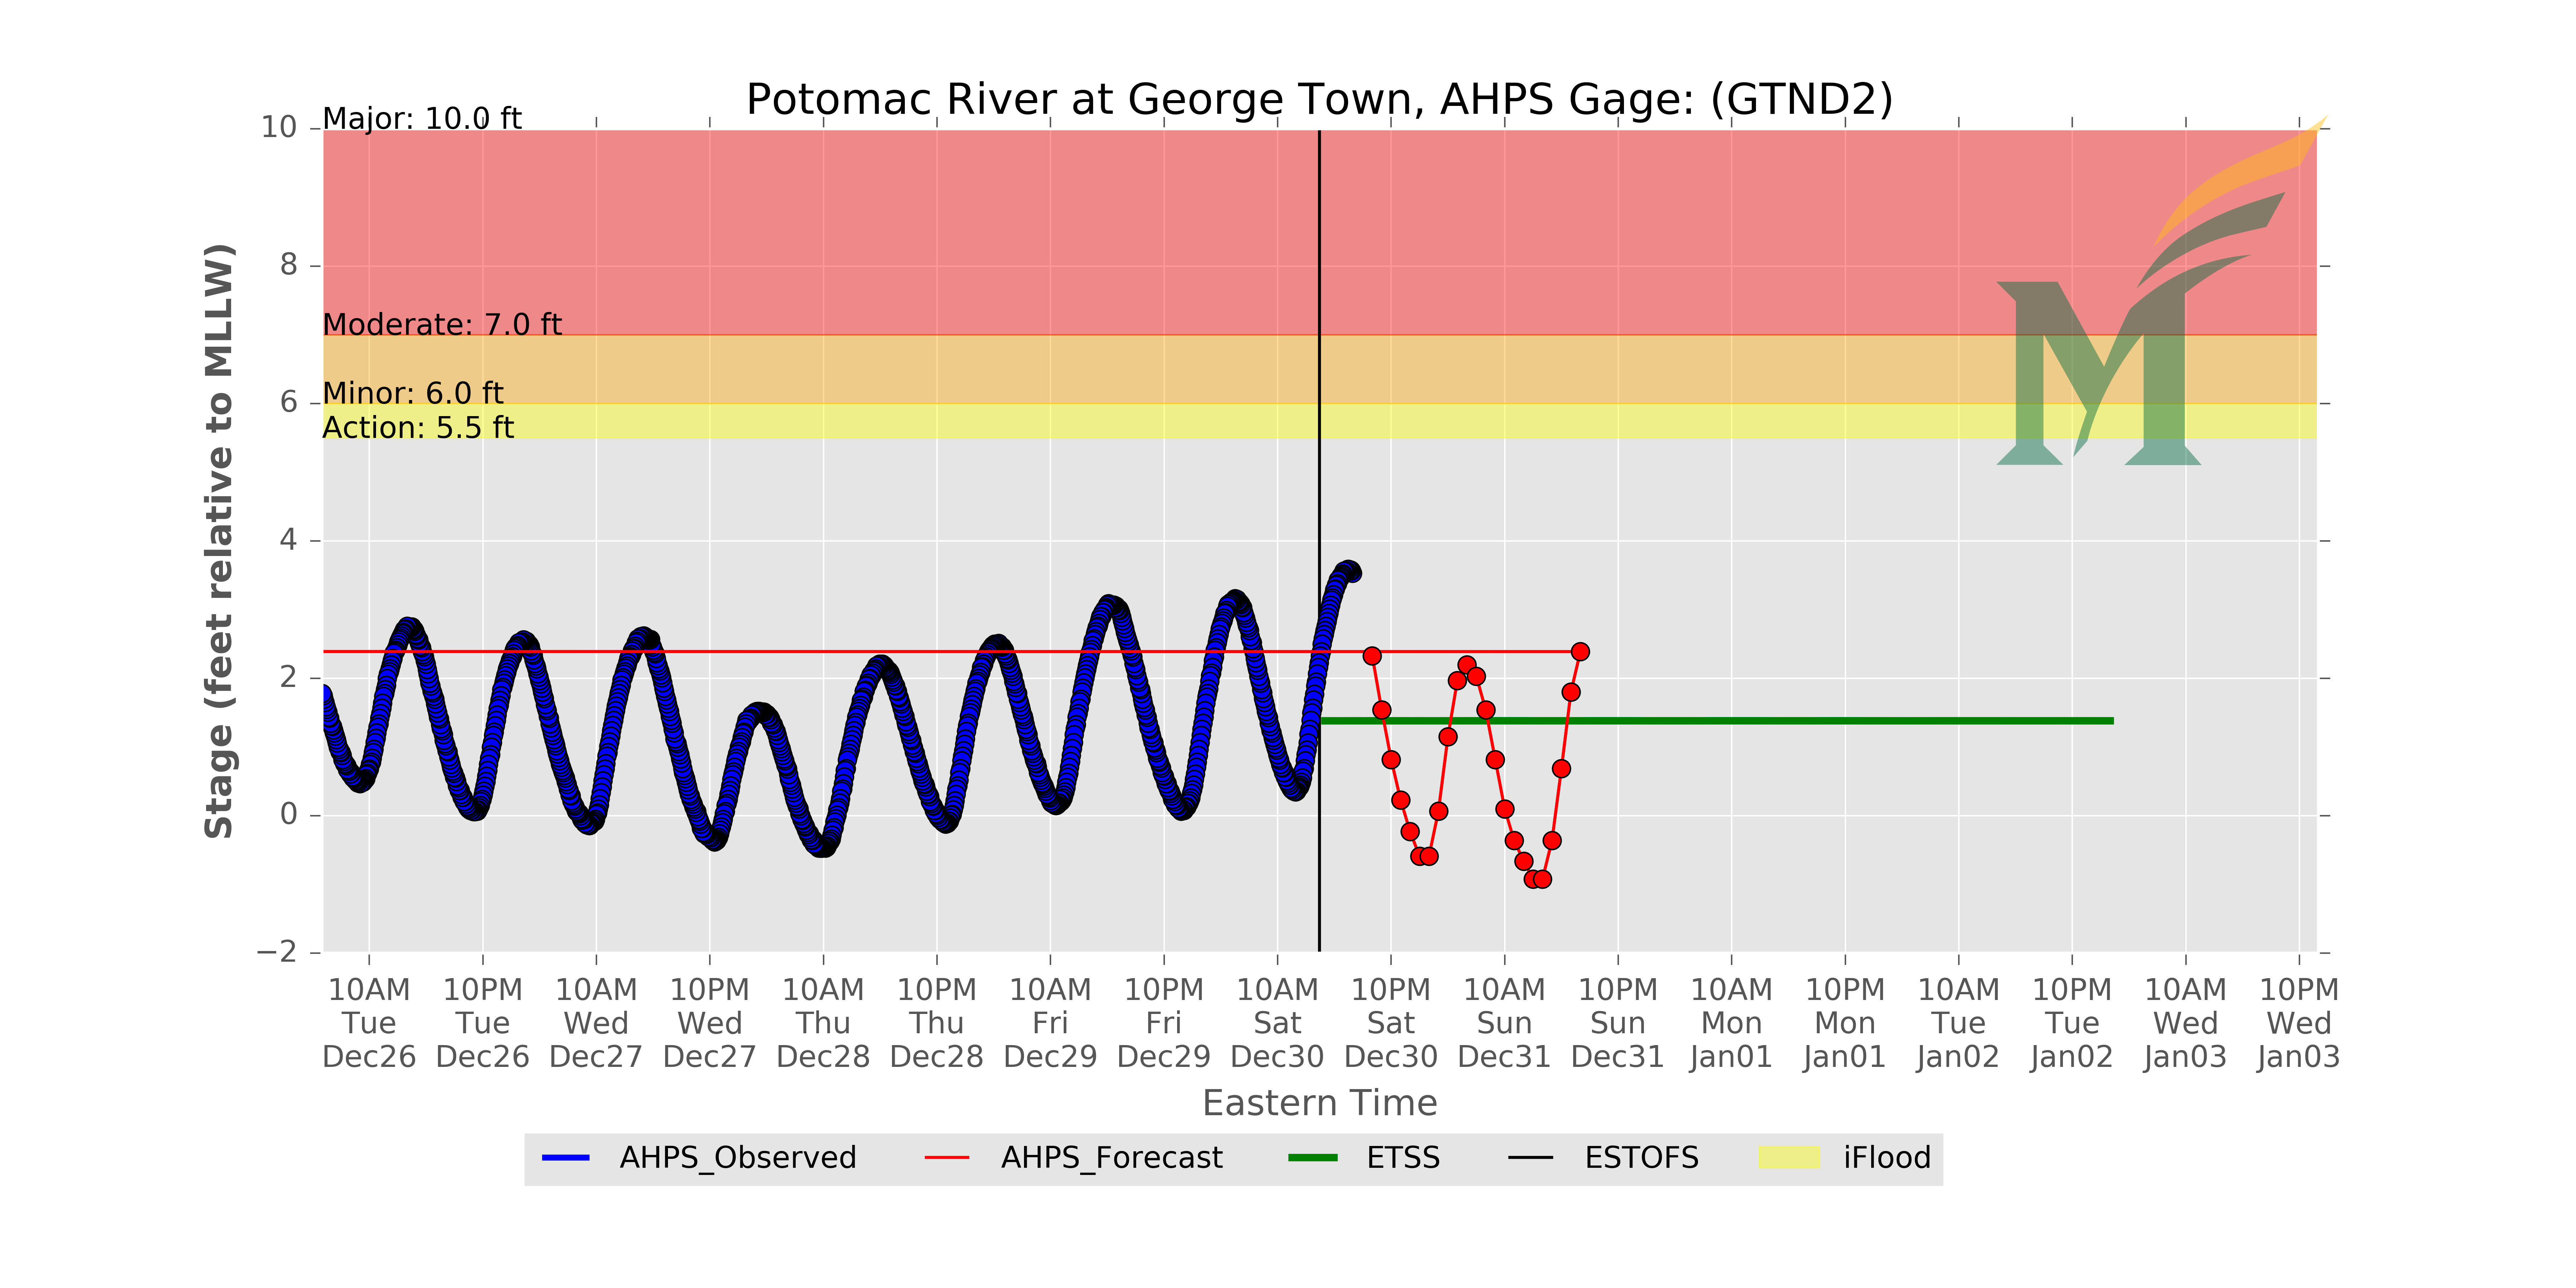 Potomac River at George Town, AHPS Gage: (GTND2)
Major: 10.0 ft
Moderate: 7.0 ft
Minor: 6.0 ft
Action: 5.5 ft
10
8
6
4
2
0
−2
Stage (feet relative to MLLW)
10AM 10PM 10AM 10PM 10AM 10PM 10AM 10PM 10AM 10PM 10AM 10PM 10AM 10PM 10AM 10PM 10AM 10PM
Tue Tue Wed Wed Thu Thu Fri Fri Sat Sat Sun Sun Mon Mon Tue Tue Wed Wed
Dec26 Dec26 Dec27 Dec27 Dec28 Dec28 Dec29 Dec29 Dec30 Dec30 Dec31 Dec31 Jan01 Jan01 Jan02 Jan02 Jan03 Jan03
Eastern Time
AHPS_Observed AHPS_Forecast ETSS ESTOFS iFlood